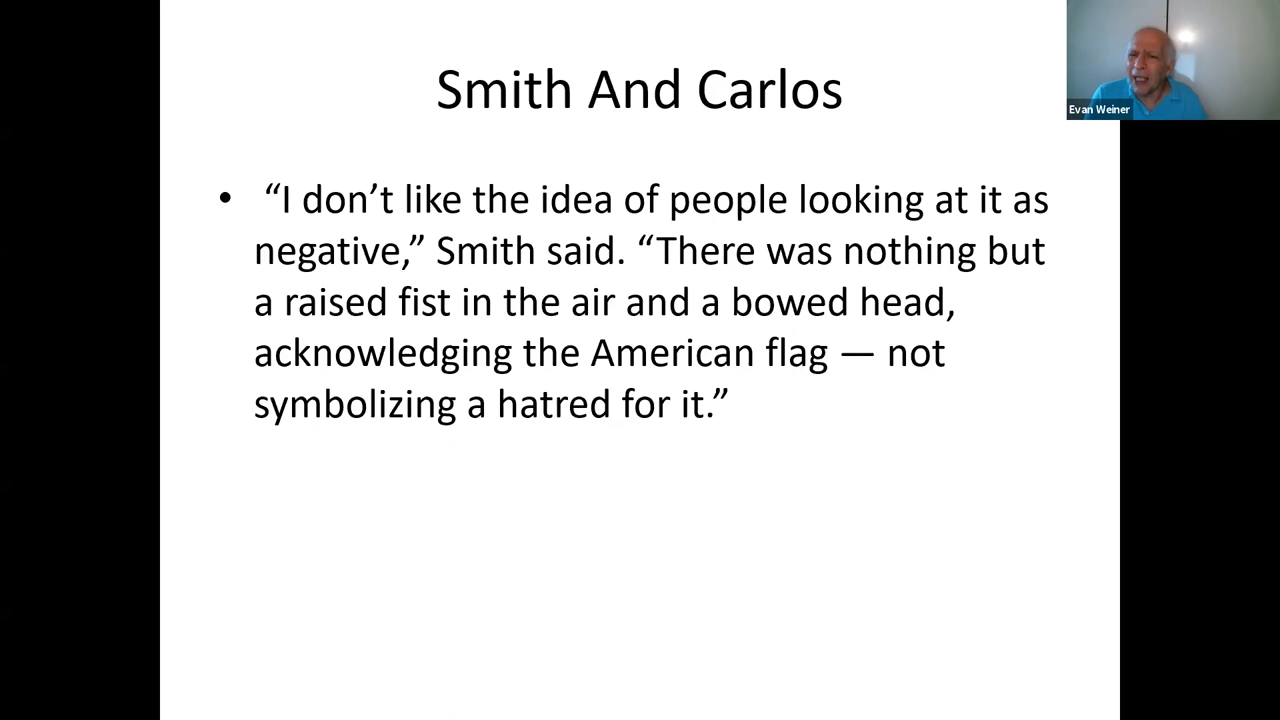 Smith And Carlos
Evan Weiner
• “I don’t like the idea of people looking at it as
negative,” Smith said. “There was nothing but
a raised fist in the air and a bowed head,
acknowledging the American flag — not
symbolizing a hatred for it.”